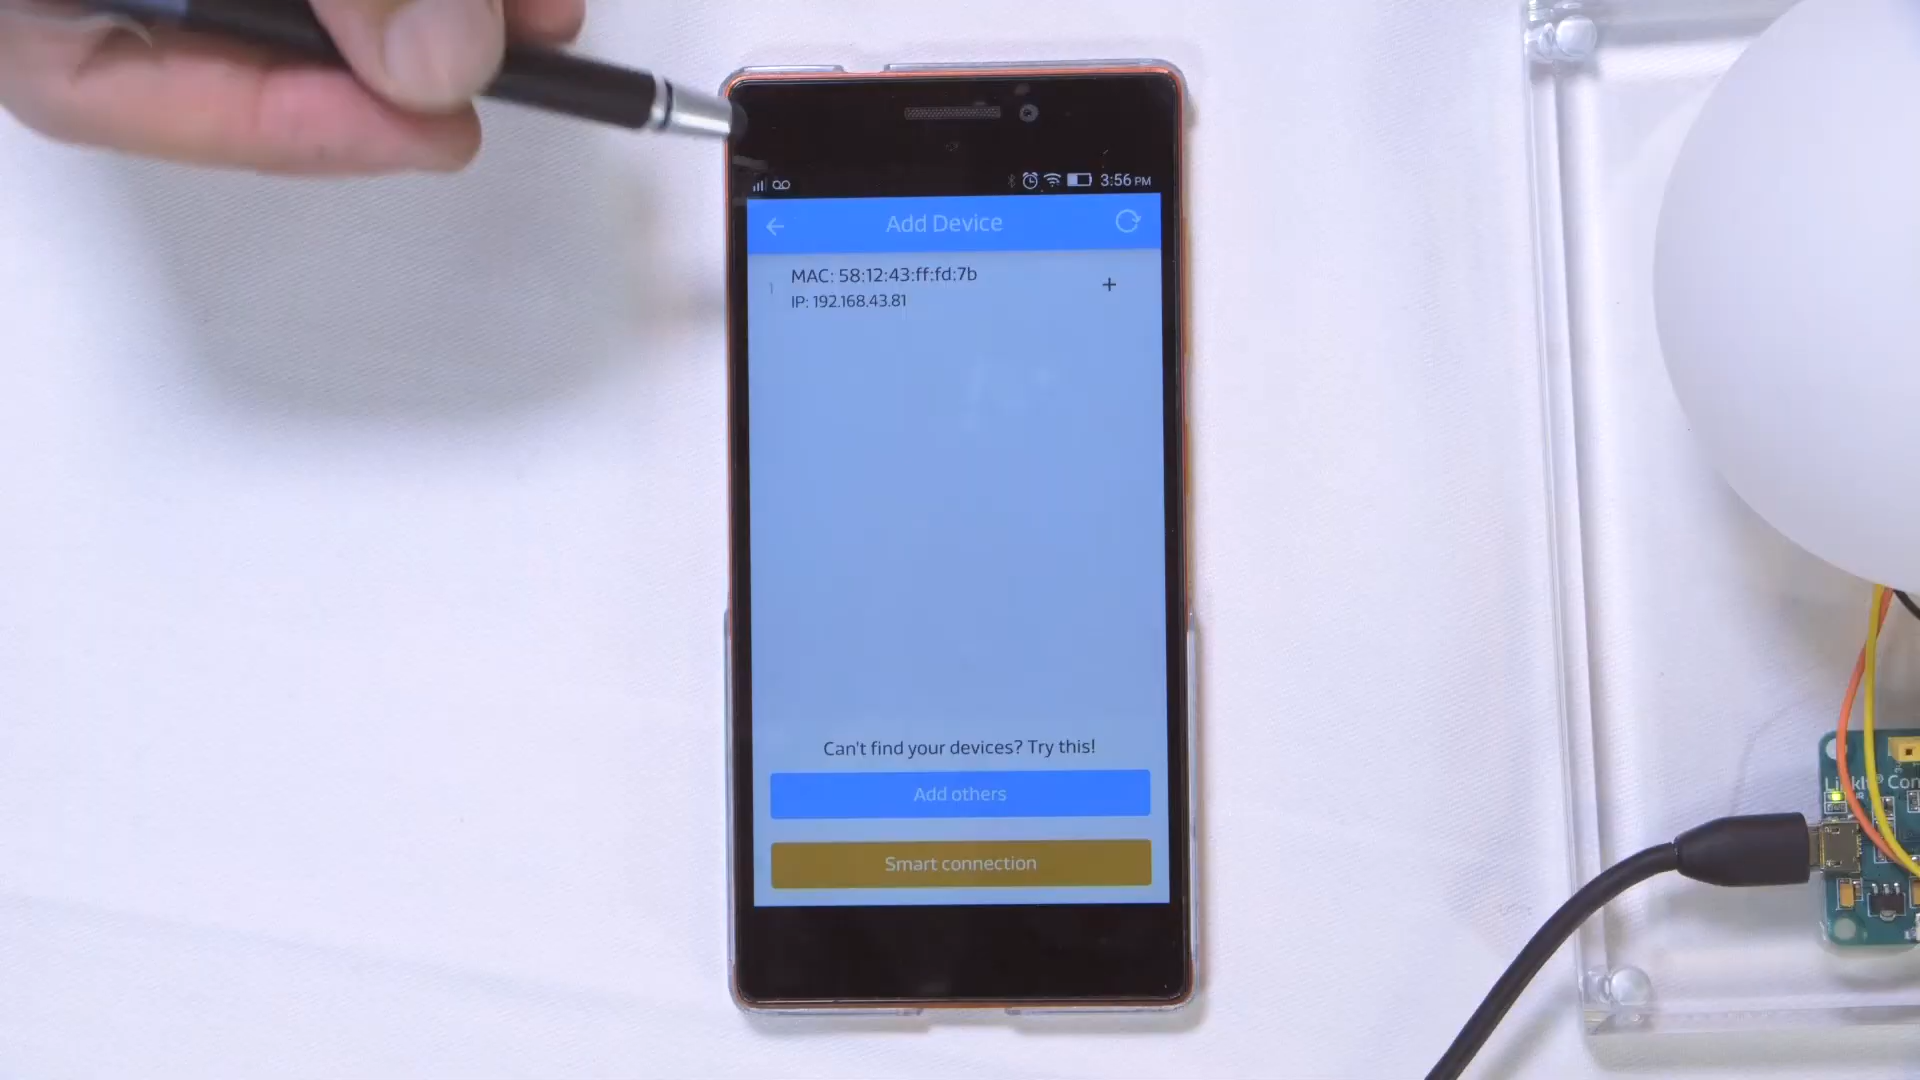 3:56 PM
Add Device
1
MAC: 58:12:43:ff:fd:7b
IP: 192.168.43.81
+
Can't find your devices? Try this!
Add others
Smart connection